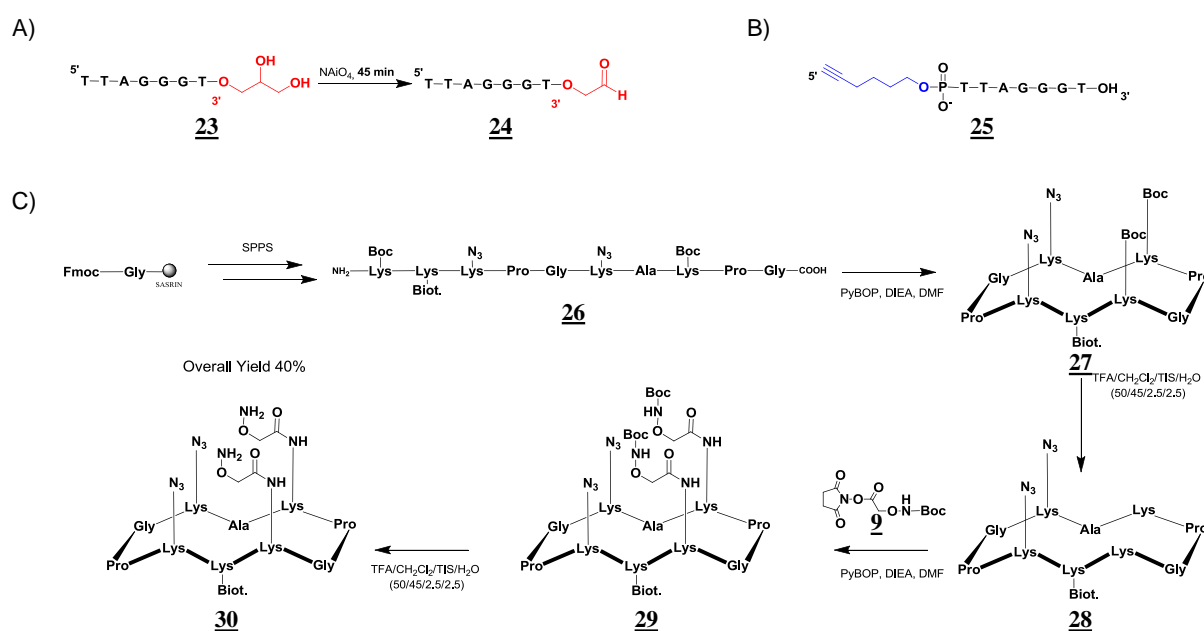 A)
5'
T-T-A-G-G-G-T-O
3'
OH
OH
23
NAiO4, 45 min
5'
T-T-A-G-G-G-T-O
3'
O
H
24
B)
5'
O-P-T-T-A-G-G-G-T-OH 3'
O
O-
25
C)
Fmoc-Gly
SASRIN
SPPS
Boc
N3
N3
Boc
NH2-Lys-Lys-Lys-Pro-Gly-Lys-Ala-Lys-Pro-Gly-COOH
Biot.
26
PyBOP, DIEA, DMF
N3
Boc
N3
Boc
Lys
Ala
Lys
Gly
Pro
Pro
Lys
Lys
Lys
Gly
Biot.
27
TFA/CH2Cl2/TIS/H2O
(50/45/2.5/2.5)
Overall Yield 40%
NH2
O
O
NH
N3
NH2
O
O
NH
N3
Lys
Ala
Lys
Gly
Pro
Pro
Lys
Lys
Lys
Gly
Biot.
30
TFA/CH2Cl2/TIS/H2O
(50/45/2.5/2.5)
Boc
HN
O
O
NH
N3
Boc
NH
O
O
NH
N3
Lys
Ala
Lys
Gly
Pro
Pro
Lys
Lys
Lys
Gly
Biot.
29
O
N-O
O
O
O
H
N
Boc
9
PyBOP, DIEA, DMF
N3
N3
Lys
Ala
Lys
Gly
Pro
Pro
Lys
Lys
Lys
Gly
Biot.
28